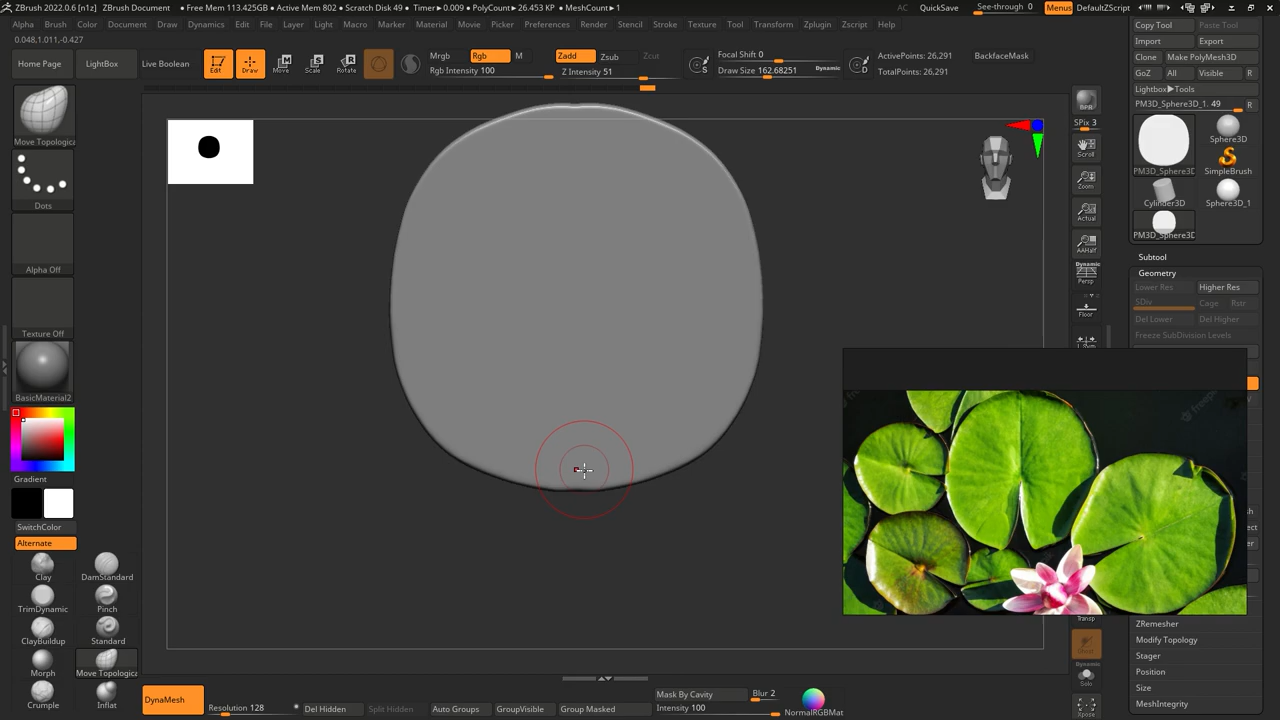 ZBrush 2022.0.6 [n1z] ZBrush Document • Free Mem 113.425GB • Active Mem 802 • Scratch Disk 49 • Timer▶0.009 • PolyCount▶26.453 KP • MeshCount▶1 AC QuickSave See-through 0 Menus DefaultZScript
Alpha Brush Color Document Draw Dynamics Edit File Layer Light Macro Marker Material Movie Picker Preferences Render Stencil Stroke Texture Tool Transform Zplugin Zscript Help
0.048,1.011,-0.427
Home Page LightBox Live Boolean Edit Draw Move Scale Rotate
Mrgb Rgb M Zadd Zsub Zcut
Rgb Intensity 100 Z Intensity 51
Focal Shift 0
Draw Size 162.68251 Dynamic
S D
ActivePoints: 26,291 BackfaceMask
TotalPoints: 26,291
Copy Tool Paste Tool
Import Export
Clone Make PolyMesh3D
GoZ All Visible R
Lightbox▶Tools
PM3D_Sphere3D_1. 49 R
PM3D_Sphere3D Sphere3D
SimpleBrush
Cylinder3D Sphere3D_1
PM3D_Sphere3D
Subtool
Geometry
Lower Res Higher Res
SDiv Cage Rstr
Del Lower Del Higher
Freeze SubDivision Levels
ZRemesher
Modify Topology
Stager
Position
Size
MeshIntegrity
BPR
SPix 3
Scroll
Zoom
Actual
AAHalf
Dynamic
Persp
Floor
Transp
Ghost
Dynamic
Solo
Xpose
Move Topologica
Dots
Alpha Off
Texture Off
BasicMaterial2
Gradient
SwitchColor
Alternate
Clay DamStandard
TrimDynamic Pinch
ClayBuildup Standard
Morph Move Topologica
Crumple Inflat
DynaMesh
Resolution 128 Del Hidden Split Hidden Auto Groups GroupVisible Group Masked
Mask By Cavity Blur 2
Intensity 100 NormalRGBMat